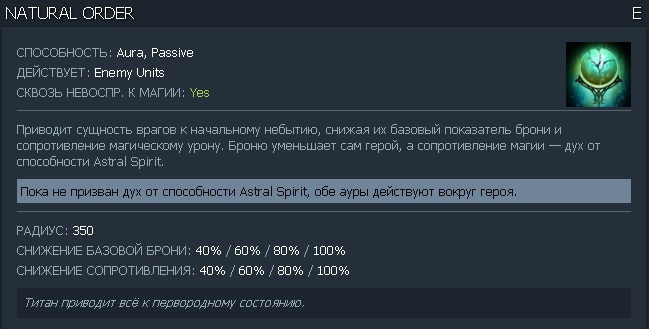 NATURAL ORDER E
СПОСОБНОСТЬ: Aura, Passive
ДЕЙСТВУЕТ: Enemy Units
СКВОЗЬ НЕВОСПР. К МАГИИ: Yes
Приводит сущность врагов к начальному небытию, снижая их базовый показатель брони и
сопротивление магическому урону. Броню уменьшает сам герой, а сопротивление магии — дух от
способности Astral Spirit.
Пока не призван дух от способности Astral Spirit, обе ауры действуют вокруг героя.
РАДИУС: 350
СНИЖЕНИЕ БАЗОВОЙ БРОНИ: 40% / 60% / 80% / 100%
СНИЖЕНИЕ СОПРОТИВЛЕНИЯ: 40% / 60% / 80% / 100%
Титан приводит всё к первородному состоянию.